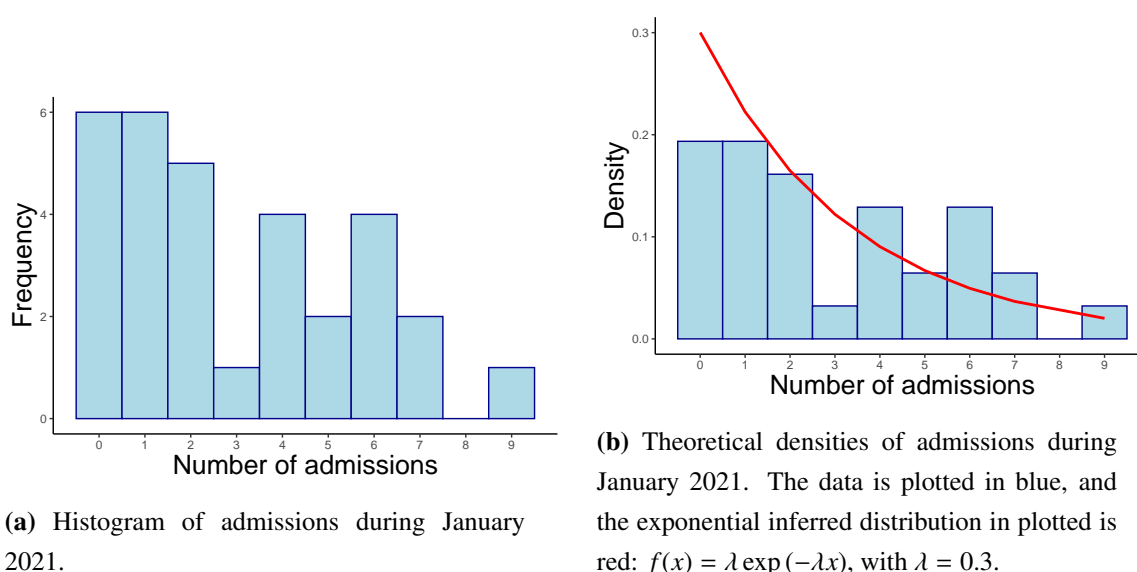 6
4
2
0
Frequency
0 1 2 3 4 5 6 7 8 9
Number of admissions
(a) Histogram of admissions during January
2021.
0.3
0.2
0.1
0.0
Density
0 1 2 3 4 5 6 7 8 9
Number of admissions
(b) Theoretical densities of admissions during
January 2021. The data is plotted in blue, and
the exponential inferred distribution in plotted is
red: f(x) = λ exp (−λx), with λ = 0.3.